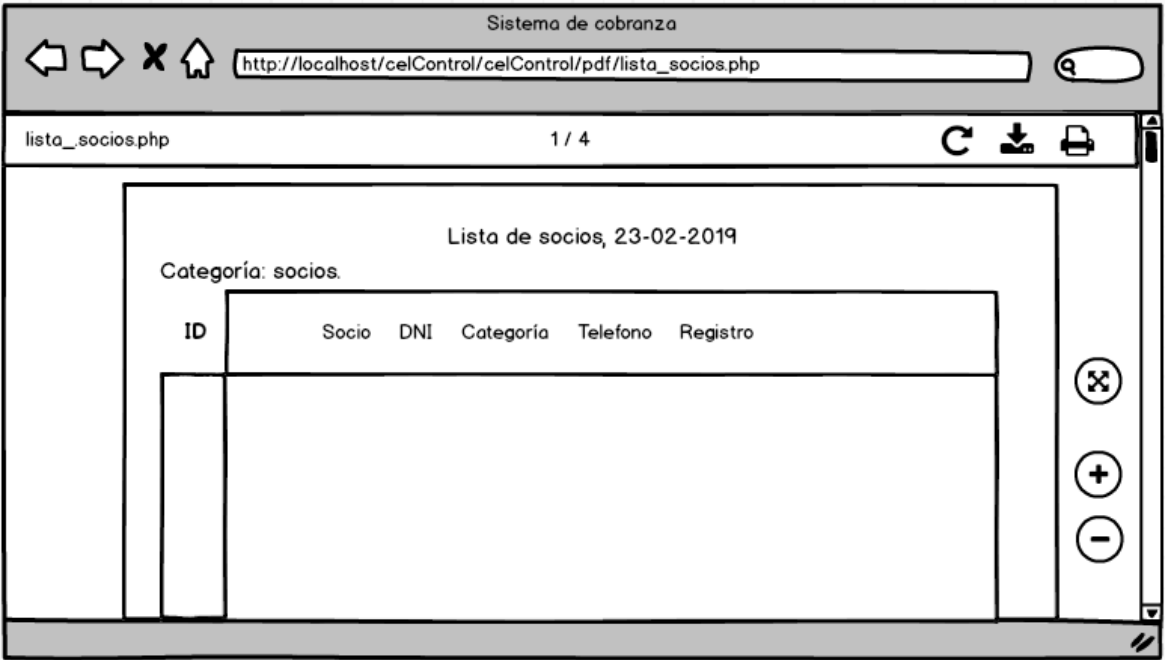 Sistema de cobranza
http://localhost/celControl/celControl/pdf/lista_socios.php
lista_.socios.php 1 / 4
Lista de socios, 23-02-2019
Categoría: socios.
ID Socio DNI Categoría Telefono Registro